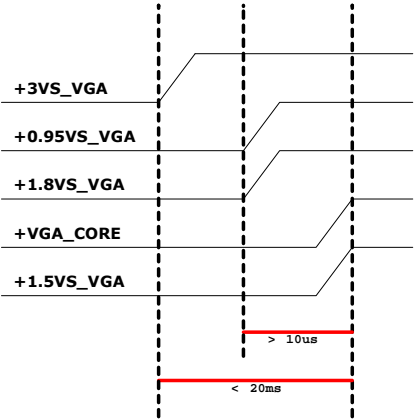 +3VS_VGA
+0.95VS_VGA
+1.8VS_VGA
+VGA_CORE
+1.5VS_VGA
> 10us
< 20ms